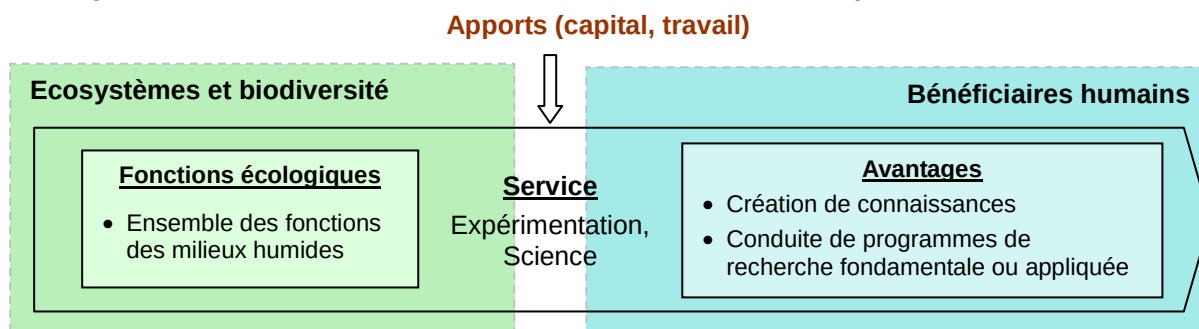 Apports (capital, travail)
Ecosystèmes et biodiversité
Bénéficiaires humains
Fonctions écologiques
• Ensemble des fonctions
des milieux humides
Service
Expérimentation,
Science
Avantages
• Création de connaissances
• Conduite de programmes de
recherche fondamentale ou appliquée